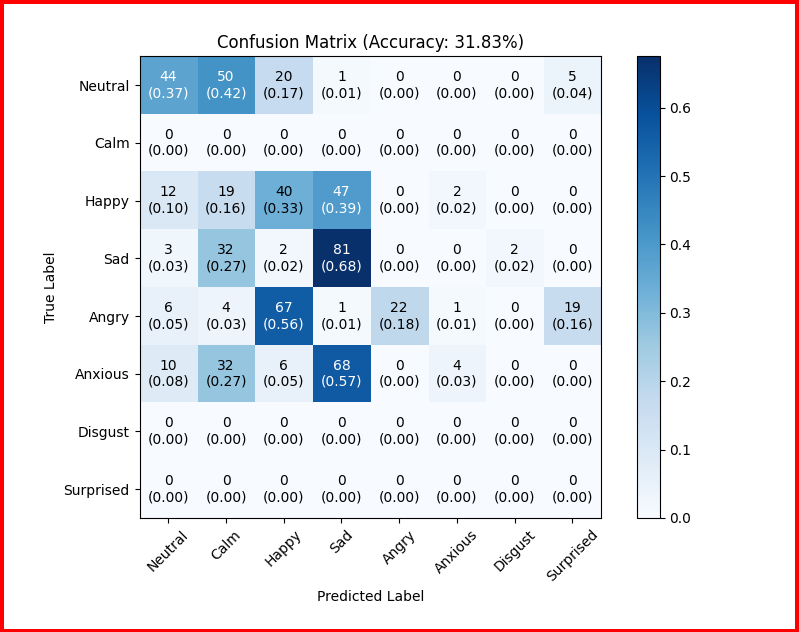 Confusion Matrix (Accuracy: 31.83%)
True Label
Neutral
44 50 20 1 0 0 0 5
(0.37) (0.42) (0.17) (0.01) (0.00) (0.00) (0.00) (0.04)
Calm
0 0 0 0 0 0 0 0
(0.00) (0.00) (0.00) (0.00) (0.00) (0.00) (0.00) (0.00)
Happy
12 19 40 47 0 2 0 0
(0.10) (0.16) (0.33) (0.39) (0.00) (0.02) (0.00) (0.00)
Sad
3 32 2 81 0 0 2 0
(0.03) (0.27) (0.02) (0.68) (0.00) (0.00) (0.02) (0.00)
Angry
6 4 67 1 22 1 0 19
(0.05) (0.03) (0.56) (0.01) (0.18) (0.01) (0.00) (0.16)
Anxious
10 32 6 68 0 4 0 0
(0.08) (0.27) (0.05) (0.57) (0.00) (0.03) (0.00) (0.00)
Disgust
0 0 0 0 0 0 0 0
(0.00) (0.00) (0.00) (0.00) (0.00) (0.00) (0.00) (0.00)
Surprised
0 0 0 0 0 0 0 0
(0.00) (0.00) (0.00) (0.00) (0.00) (0.00) (0.00) (0.00)
Neutral Calm Happy Sad Angry Anxious Disgust Surprised
Predicted Label
0.6
0.5
0.4
0.3
0.2
0.1
0.0